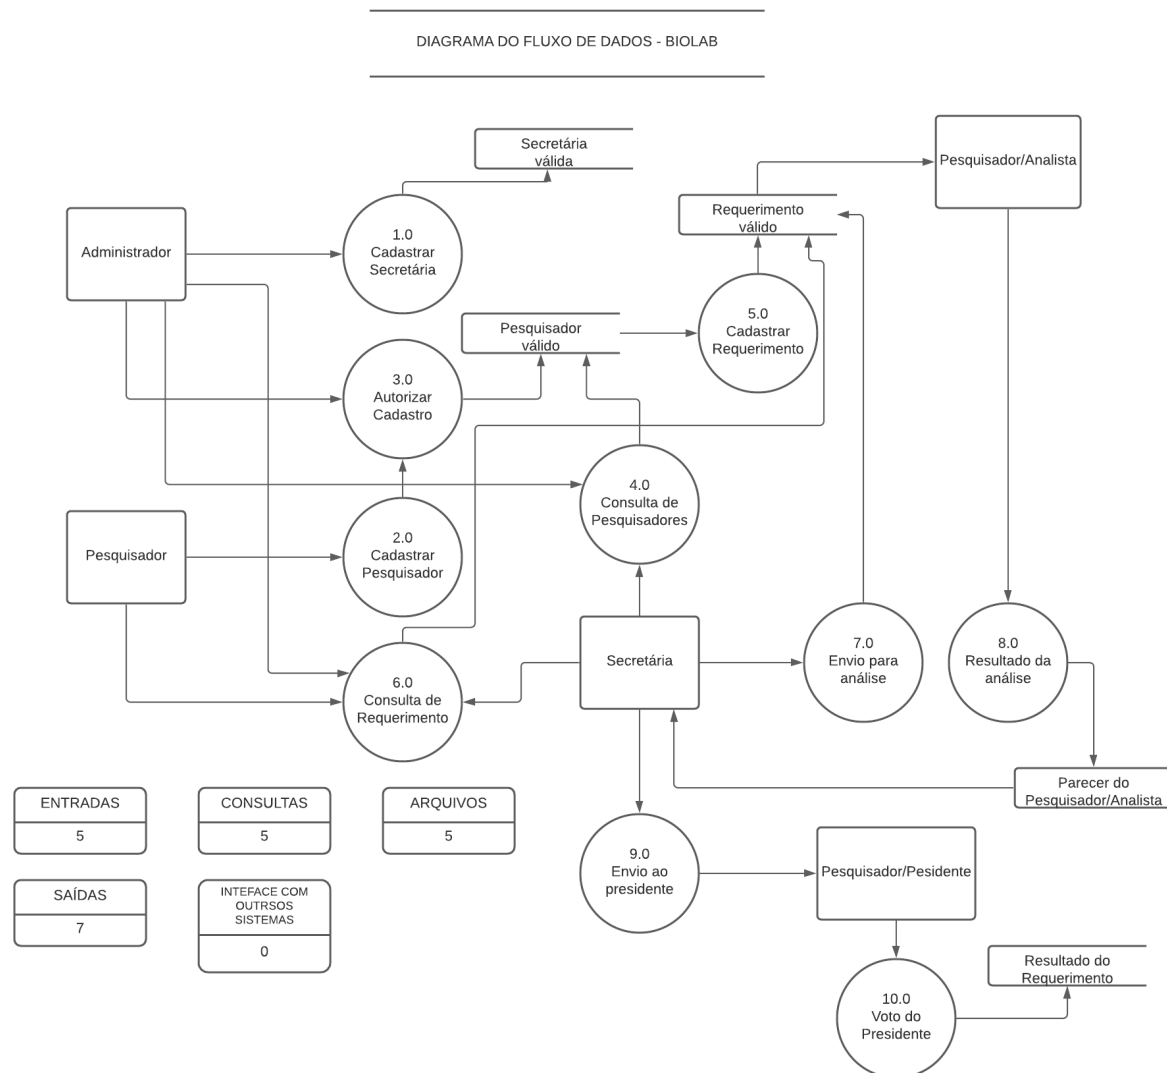 DIAGRAMA DO FLUXO DE DADOS - BIOLAB
Secretária
válida
Pesquisador/Analista
Requerimento
válido
Administrador
1.0
Cadastrar
Secretária
Pesquisador
válido
5.0
Cadastrar
Requerimento
3.0
Autorizar
Cadastro
4.0
Consulta de
Pesquisadores
Pesquisador
2.0
Cadastrar
Pesquisador
Secretária
7.0
Envio para
análise
8.0
Resultado da
análise
6.0
Consulta de
Requerimento
Parecer do
Pesquisador/Analista
ENTRADAS
5
CONSULTAS
5
ARQUIVOS
5
9.0
Envio ao
presidente
Pesquisador/Pesidente
SAÍDAS
7
INTEFACE COM
OUTRSOS
SISTEMAS
0
Resultado do
Requerimento
10.0
Voto do
Presidente